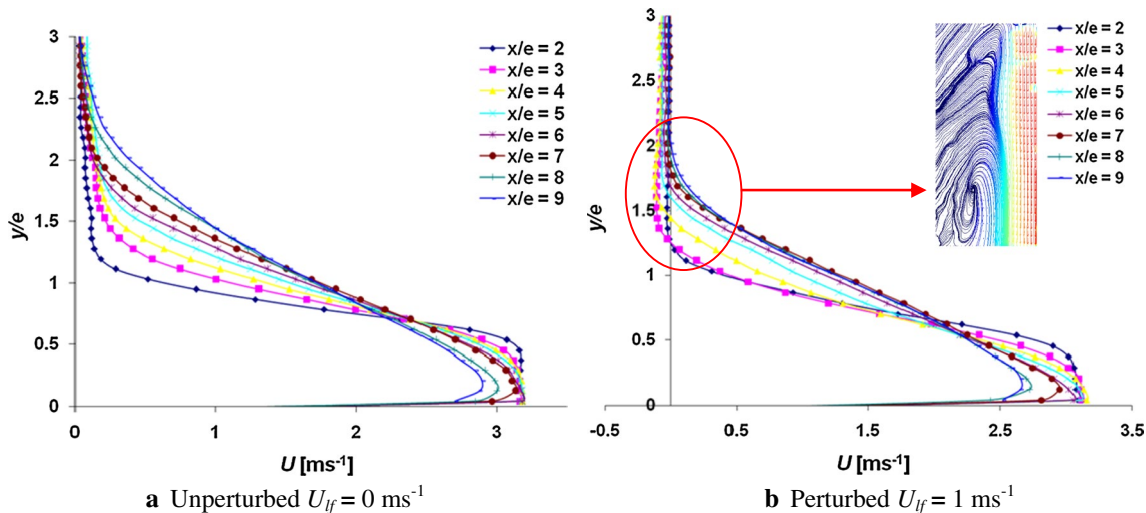 3
2.5
2
1.5
1
0.5
0
y/e
0
1
2
3
U [ms-1]
x/e = 2
x/e = 3
x/e = 4
x/e = 5
x/e = 6
x/e = 7
x/e = 8
x/e = 9
a Unperturbed Ulf = 0 ms-1
3
2.5
2
1.5
1
0.5
0
y/e
-0.5
0
0.5
1.5
2.5
3.5
U [ms-1]
x/e = 2
x/e = 3
x/e = 4
x/e = 5
x/e = 6
x/e = 7
x/e = 8
x/e = 9
b Perturbed Ulf = 1 ms-1